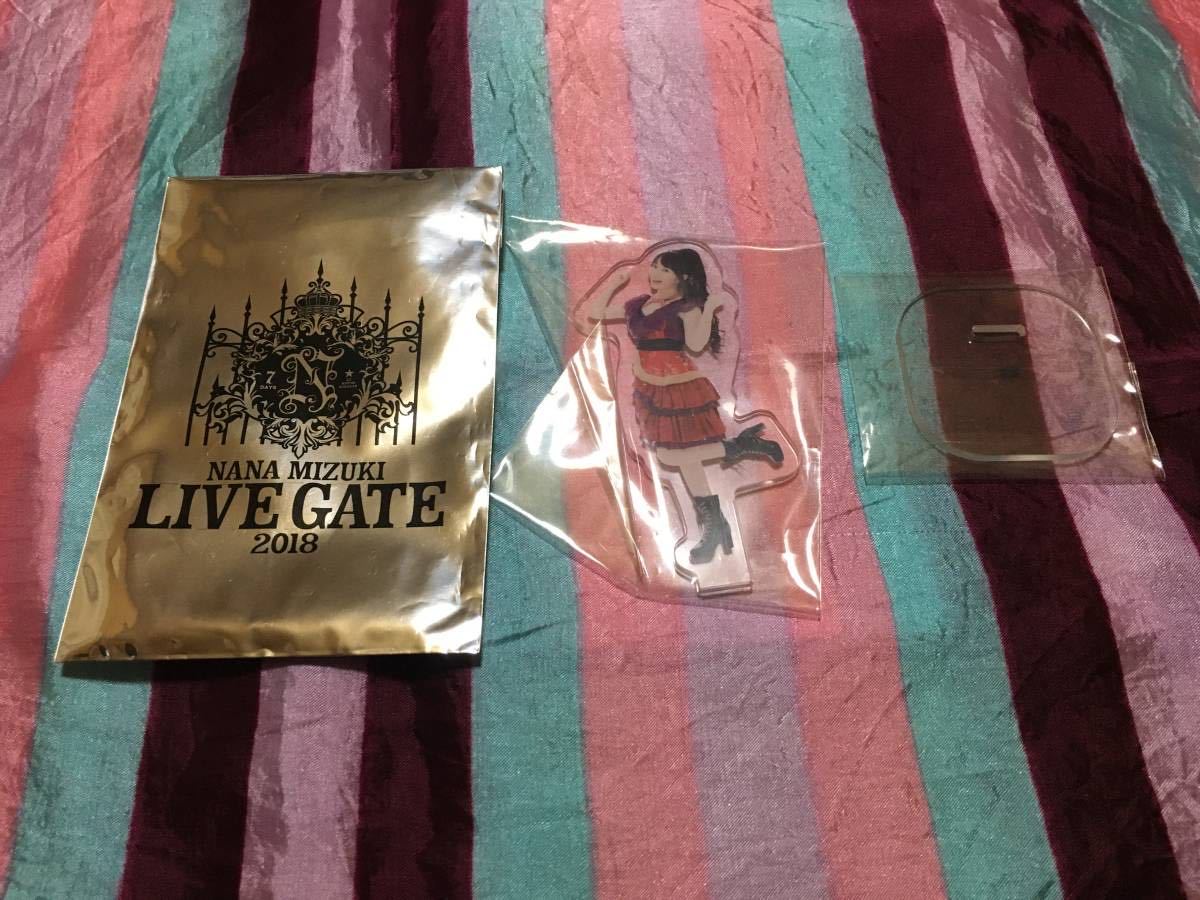 7
DAYS
N
NANA MIZUKI
LIVE GATE
2018